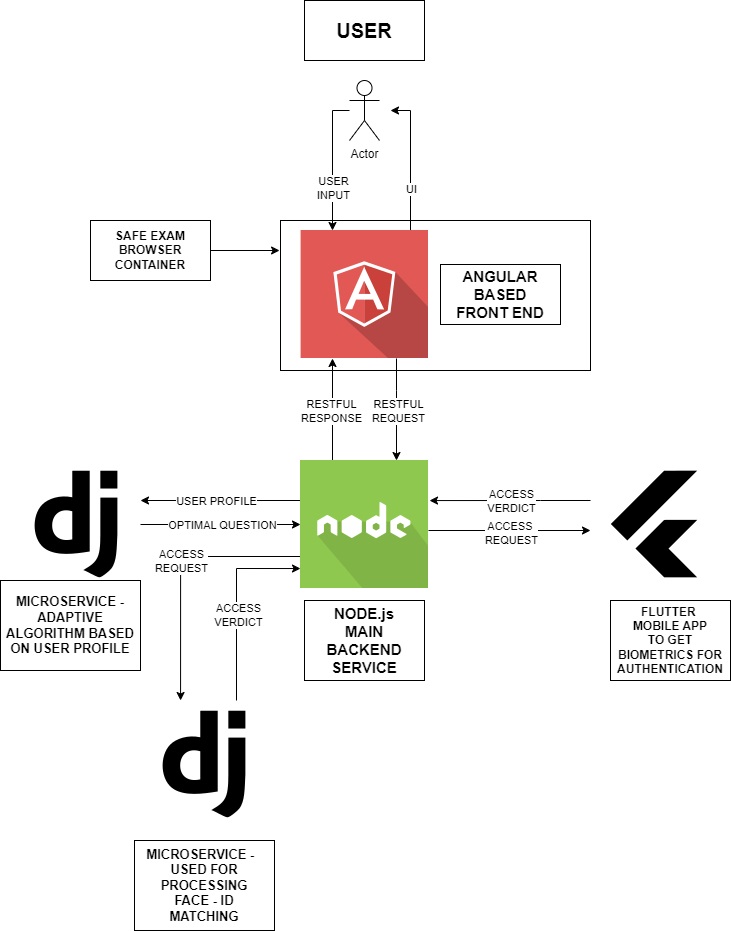 USER
Actor
USER
INPUT
UI
SAFE EXAM
BROWSER
CONTAINER
A
ANGULAR
BASED
FRONT END
RESTFUL
RESPONSE
RESTFUL
REQUEST
dj
USER PROFILE
OPTIMAL QUESTION
node
ACCESS
VERDICT
ACCESS
REQUEST
ACCESS
REQUEST
ACCESS
VERDICT
MICROSERVICE -
ADAPTIVE
ALGORITHM BASED
ON USER PROFILE
NODE.js
MAIN
BACKEND
SERVICE
FLUTTER
MOBILE APP
TO GET
BIOMETRICS FOR
AUTHENTICATION
dj
MICROSERVICE -
USED FOR
PROCESSING
FACE - ID
MATCHING